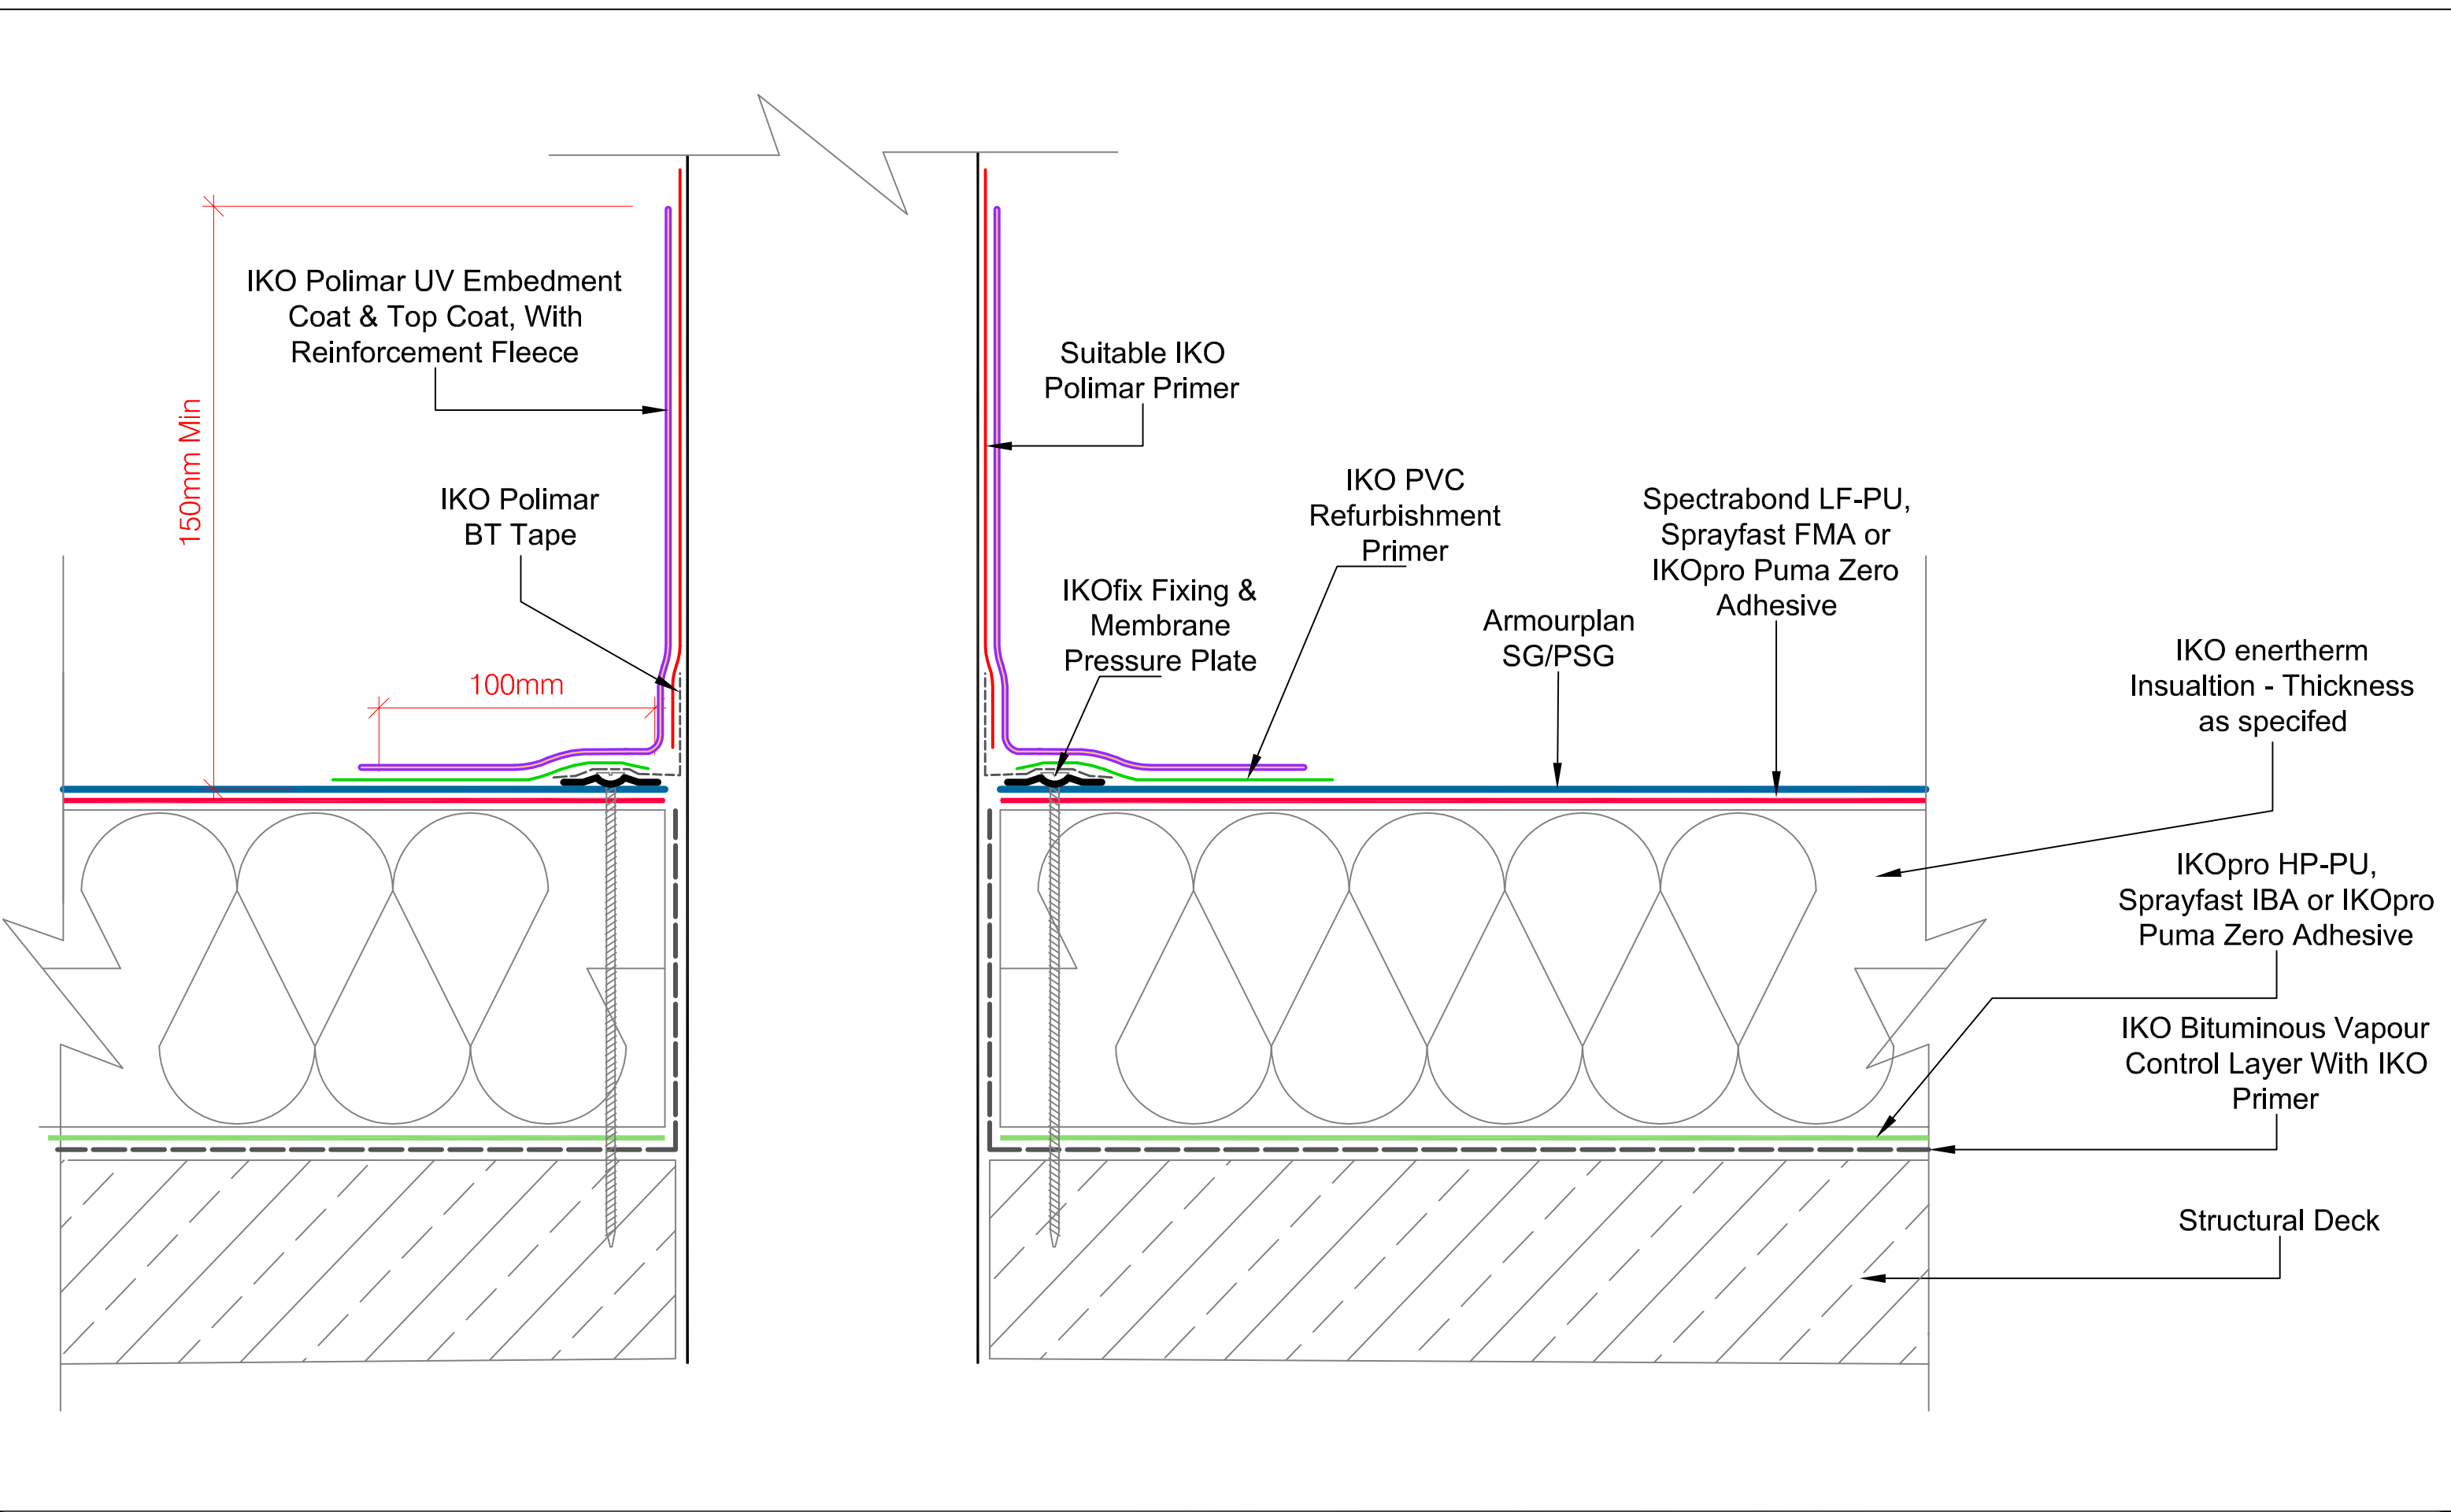 IKO Polimar UV Embedment
Coat & Top Coat, With
Reinforcement Fleece
150mm Min
IKO Polimar
BT Tape
100mm
Suitable IKO
Polimar Primer
IKO PVC
Refurbishment
Primer
IKOfix Fixing &
Membrane
Pressure Plate
Armourplan
SG/PSG
Spectrabond LF-PU,
Sprayfast FMA or
IKOpro Puma Zero
Adhesive
IKO enertherm
Insualtion - Thickness
as specifed
IKOpro HP-PU,
Sprayfast IBA or IKOpro
Puma Zero Adhesive
IKO Bituminous Vapour
Control Layer With IKO
Primer
Structural Deck